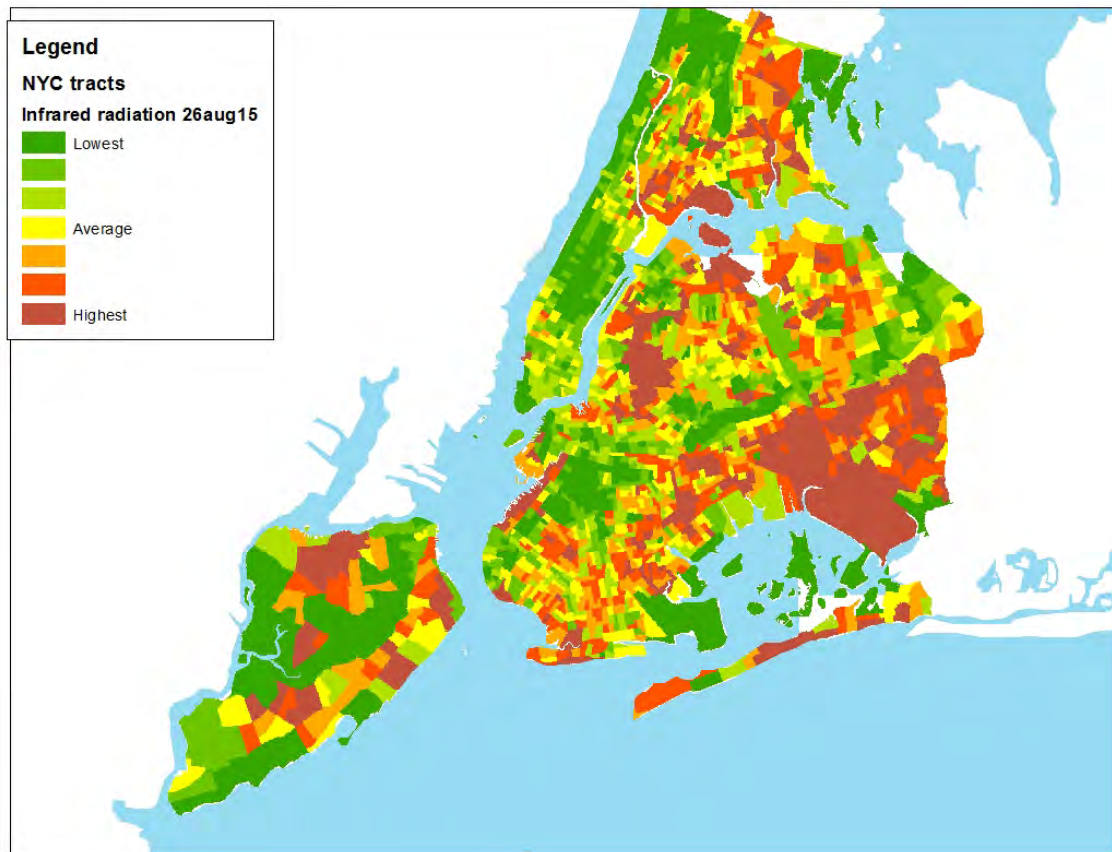 Legend
NYC tracts
Infrared radiation 26aug15
Lowest
Average
Highest